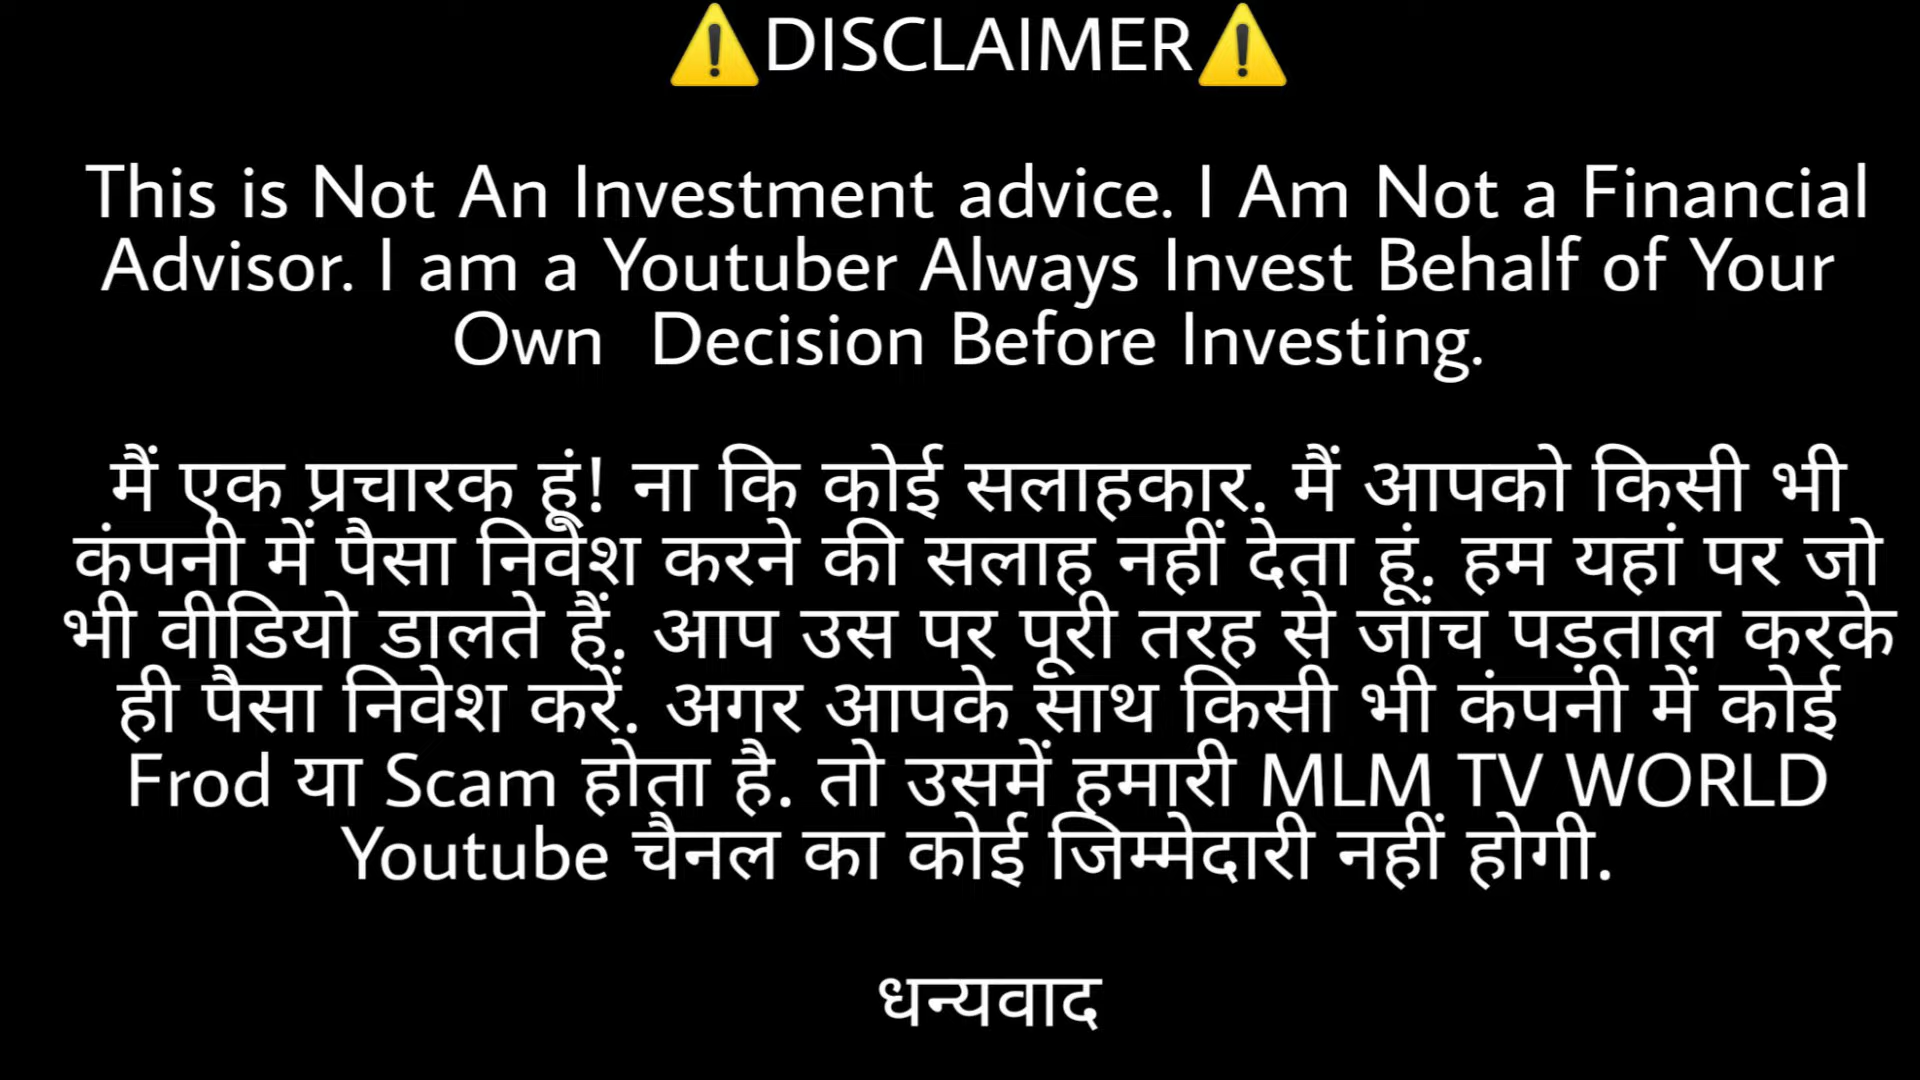 ⚠️DISCLAIMER⚠️
This is Not An Investment advice. I Am Not a Financial
Advisor. I am a Youtuber Always Invest Behalf of Your
Own Decision Before Investing.
मैं एक प्रचारक हूं! ना कि कोई सलाहकार. मैं आपको किसी भी
कंपनी में पैसा निवेश करने की सलाह नहीं देता हूं. हम यहां पर जो
भी वीडियो डालते हैं. आप उस पर पूरी तरह से जांच पड़ताल करके
ही पैसा निवेश करें. अगर आपके साथ किसी भी कंपनी में कोई
Frod या Scam होता है. तो उसमें हमारी MLM TV WORLD
Youtube चैनल का कोई जिम्मेदारी नहीं होगी.
धन्यवाद